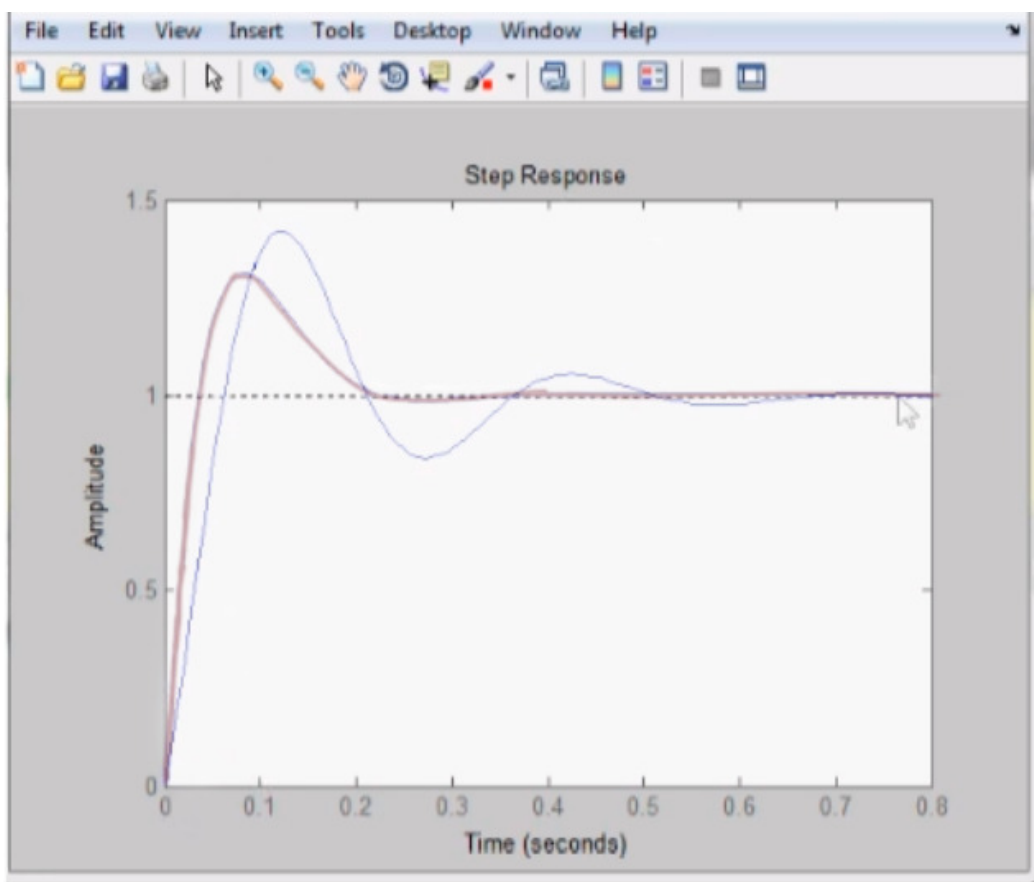 File Edit View Insert Tools Desktop Window Help
Step Response
1.5
1
0.5
0
Amplitude
0 0.1 0.2 0.3 0.4 0.5 0.6 0.7 0.8
Time (seconds)